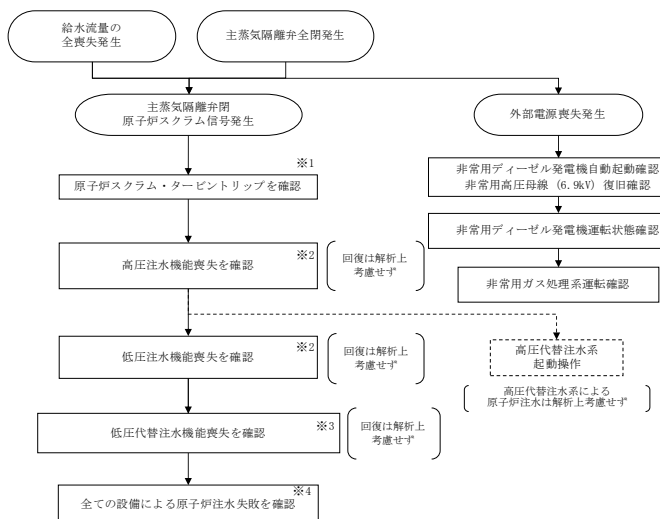 給水流量の
全喪失発生
主蒸気隔離弁全閉発生
主蒸気隔離弁閉
原子炉スクラム信号発生
外部電源喪失発生
※1
原子炉スクラム・タービントリップを確認
非常用ディーゼル発電機自動起動確認
非常用高圧母線（6.9kV）復旧確認
非常用ディーゼル発電機運転状態確認
※2
高圧注水機能喪失を確認
回復は解析上
考慮せず
非常用ガス処理系運転確認
※2
低圧注水機能喪失を確認
回復は解析上
考慮せず
高圧代替注水系
起動操作
高圧代替注水系による
原子炉注水は解析上考慮せず
※3
低圧代替注水機能喪失を確認
回復は解析上
考慮せず
※4
全ての設備による原子炉注水失敗を確認